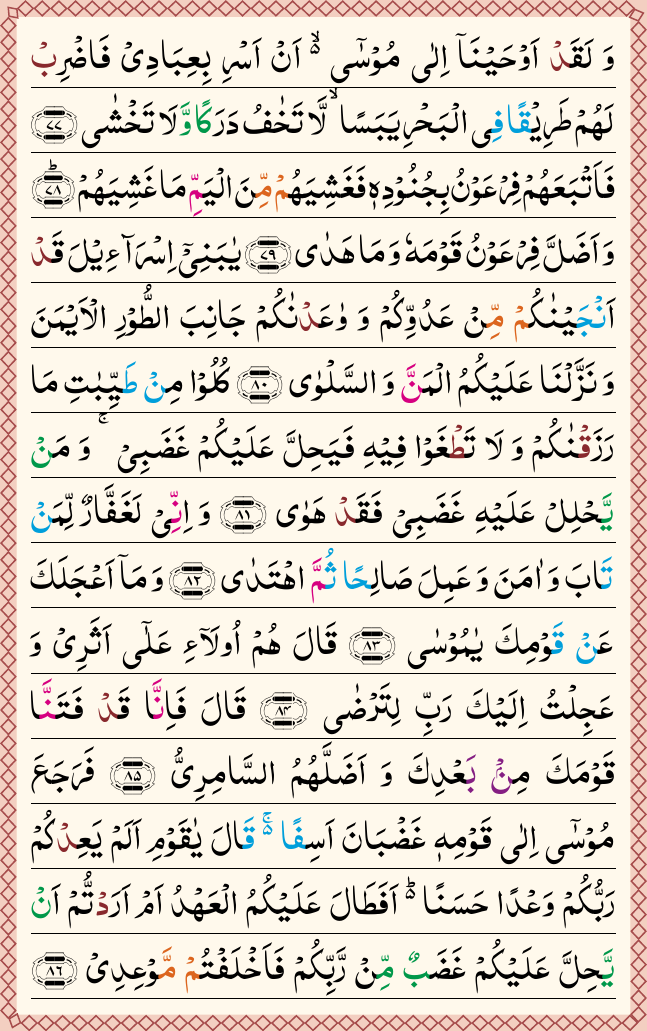 وَ لَقَدْ اَوْحَيْنَاۤ اِلٰى مُوْسٰٓى ۙ۬ اَنْ اَسْرِ بِعِبَادِيْ فَاضْرِبْ
لَهُمْ طَرِيْقًا فِي الْبَحْرِ يَبَسًا ۙ لَّا تَخٰفُ دَرَكًا وَّ لَا تَخْشٰى ﴿۷۷﴾
فَاَتْبَعَهُمْ فِرْعَوْنُ بِجُنُوْدِهٖ فَغَشِيَهُمْ مِّنَ الْيَمِّ مَا غَشِيَهُمْ ﴿ؕ۷۸﴾
وَ اَضَلَّ فِرْعَوْنُ قَوْمَهٗ وَ مَا هَدٰى ﴿۷۹﴾ يٰبَنِيْۤ اِسْرَآءِيْلَ قَدْ
اَنْجَيْنٰكُمْ مِّنْ عَدُوِّكُمْ وَ وٰعَدْنٰكُمْ جَانِبَ الطُّوْرِ الْاَيْمَنَ
وَ نَزَّلْنَا عَلَيْكُمُ الْمَنَّ وَ السَّلْوٰى ﴿۸۰﴾ كُلُوْا مِنْ طَيِّبٰتِ مَا
رَزَقْنٰكُمْ وَ لَا تَطْغَوْا فِيْهِ فَيَحِلَّ عَلَيْكُمْ غَضَبِيْ ۚ وَ مَنْ
يَّحْلِلْ عَلَيْهِ غَضَبِيْ فَقَدْ هَوٰى ﴿۸۱﴾ وَ اِنِّيْ لَغَفَّارٌ لِّمَنْ
تَابَ وَ اٰمَنَ وَ عَمِلَ صَالِحًا ثُمَّ اهْتَدٰى ﴿۸۲﴾ وَ مَاۤ اَعْجَلَكَ
عَنْ قَوْمِكَ يٰمُوْسٰى ﴿۸۳﴾ قَالَ هُمْ اُولَآءِ عَلٰۤى اَثَرِيْ وَ
عَجِلْتُ اِلَيْكَ رَبِّ لِتَرْضٰى ﴿۸۴﴾ قَالَ فَاِنَّا قَدْ فَتَنَّا
قَوْمَكَ مِنْۢ بَعْدِكَ وَ اَضَلَّهُمُ السَّامِرِيُّ ﴿۸۵﴾ فَرَجَعَ
مُوْسٰۤى اِلٰى قَوْمِهٖ غَضْبَانَ اَسِفًا ۚ۬ قَالَ يٰقَوْمِ اَلَمْ يَعِدْكُمْ
رَبُّكُمْ وَعْدًا حَسَنًا ۬ؕ اَفَطَالَ عَلَيْكُمُ الْعَهْدُ اَمْ اَرَدْتُّمْ اَنْ
يَّحِلَّ عَلَيْكُمْ غَضَبٌ مِّنْ رَّبِّكُمْ فَاَخْلَفْتُمْ مَّوْعِدِيْ ﴿۸۶﴾